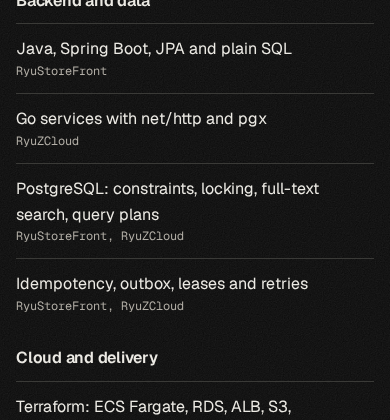 Backend and data
Java, Spring Boot, JPA and plain SQL
RyuStoreFront
Go services with net/http and pgx
RyuZCloud
PostgreSQL: constraints, locking, full-text
search, query plans
RyuStoreFront, RyuZCloud
Idempotency, outbox, leases and retries
RyuStoreFront, RyuZCloud
Cloud and delivery
Terraform: ECS Fargate, RDS, ALB, S3,